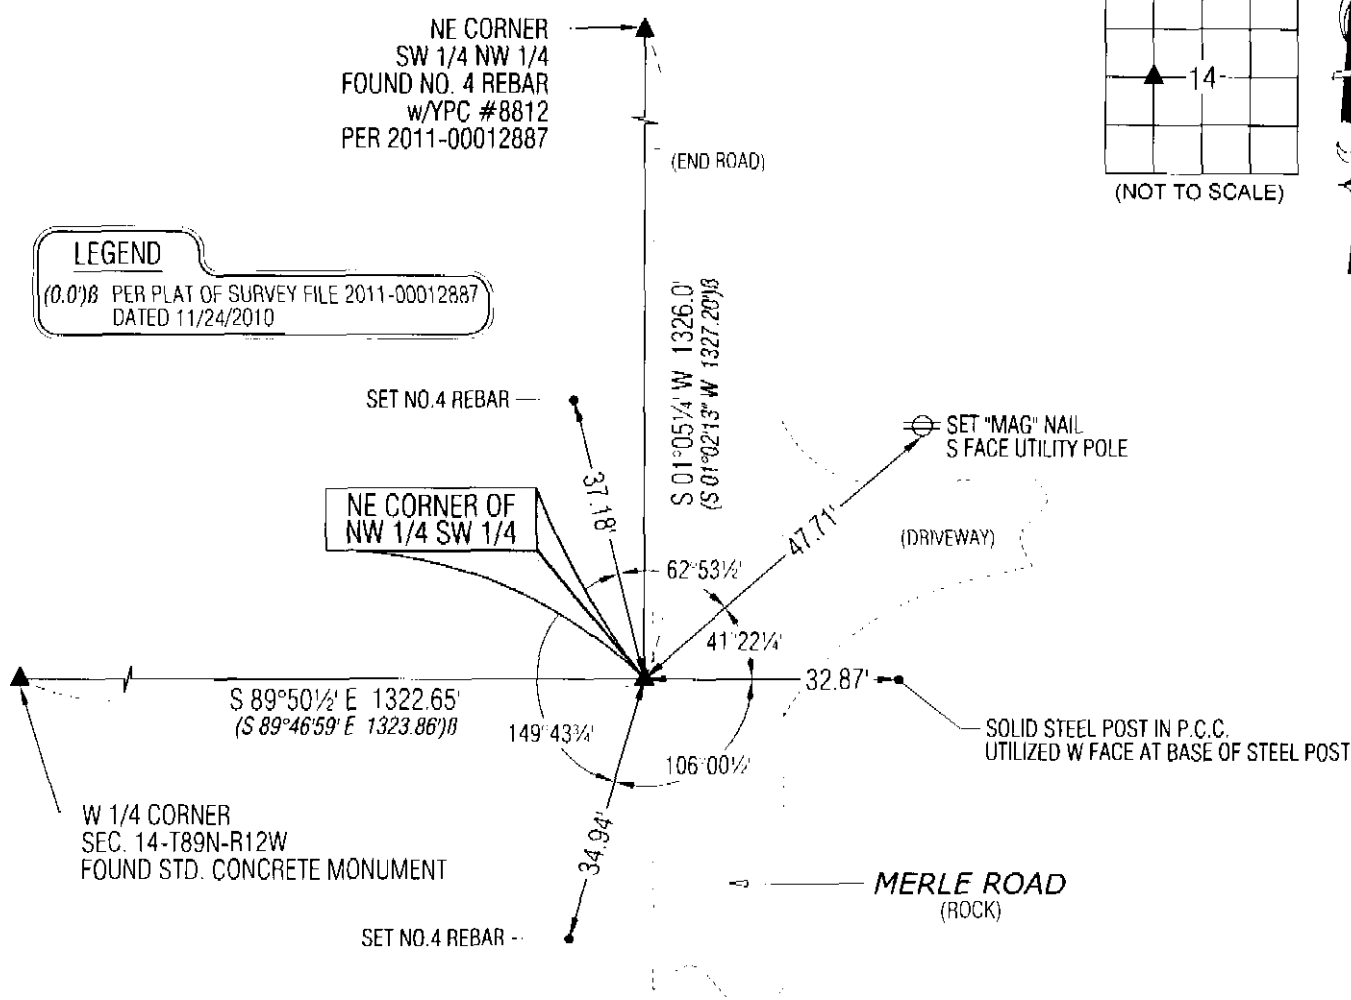 NE CORNER
SW 1/4 NW 1/4
FOUND NO. 4 REBAR
w/YPC #8812
PER 2011-00012887
(END ROAD)
14
(NOT TO SCALE)
LEGEND
(0.0')ß PER PLAT OF SURVEY FILE 2011-00012887
DATED 11/24/2010
S 01°05¼' W 1326.0'
(S 01°02'13" W 1327.20')ß
SET NO.4 REBAR
SET "MAG" NAIL
S FACE UTILITY POLE
37.18'
47.71'
NE CORNER OF
NW 1/4 SW 1/4
(DRIVEWAY)
62°53½'
41°22¼'
32.87'
S 89°50½' E 1322.65'
(S 89°46'59' E 1323.86')ß
149°43¾'
106°00½'
SOLID STEEL POST IN P.C.C.
UTILIZED W FACE AT BASE OF STEEL POST
W 1/4 CORNER
SEC. 14-T89N-R12W
FOUND STD. CONCRETE MONUMENT
34.94'
MERLE ROAD
(ROCK)
SET NO.4 REBAR